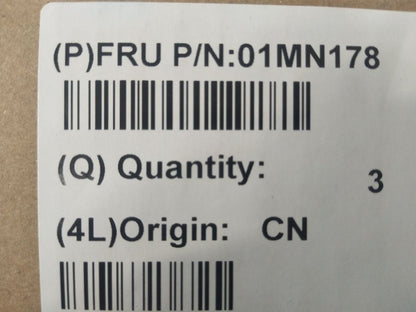 (P)FRU P/N:01MN178
(Q) Quantity: 3
(4L)Origin: CN